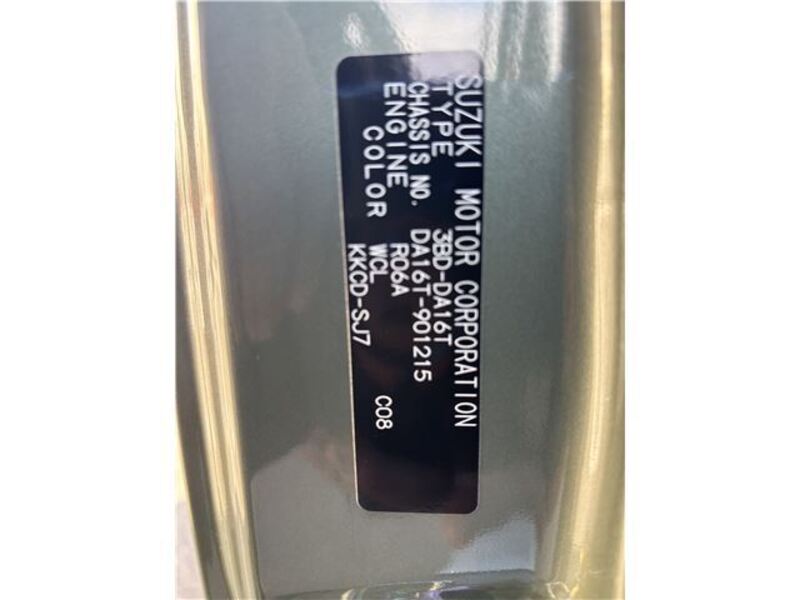 SUZUKI MOTOR CORPORATION
TYPE 3BD-DA16T
CHASSIS NO. DA16T-901215
ENGINE R06A
COLOR WCL C08
KKCD-SJ7